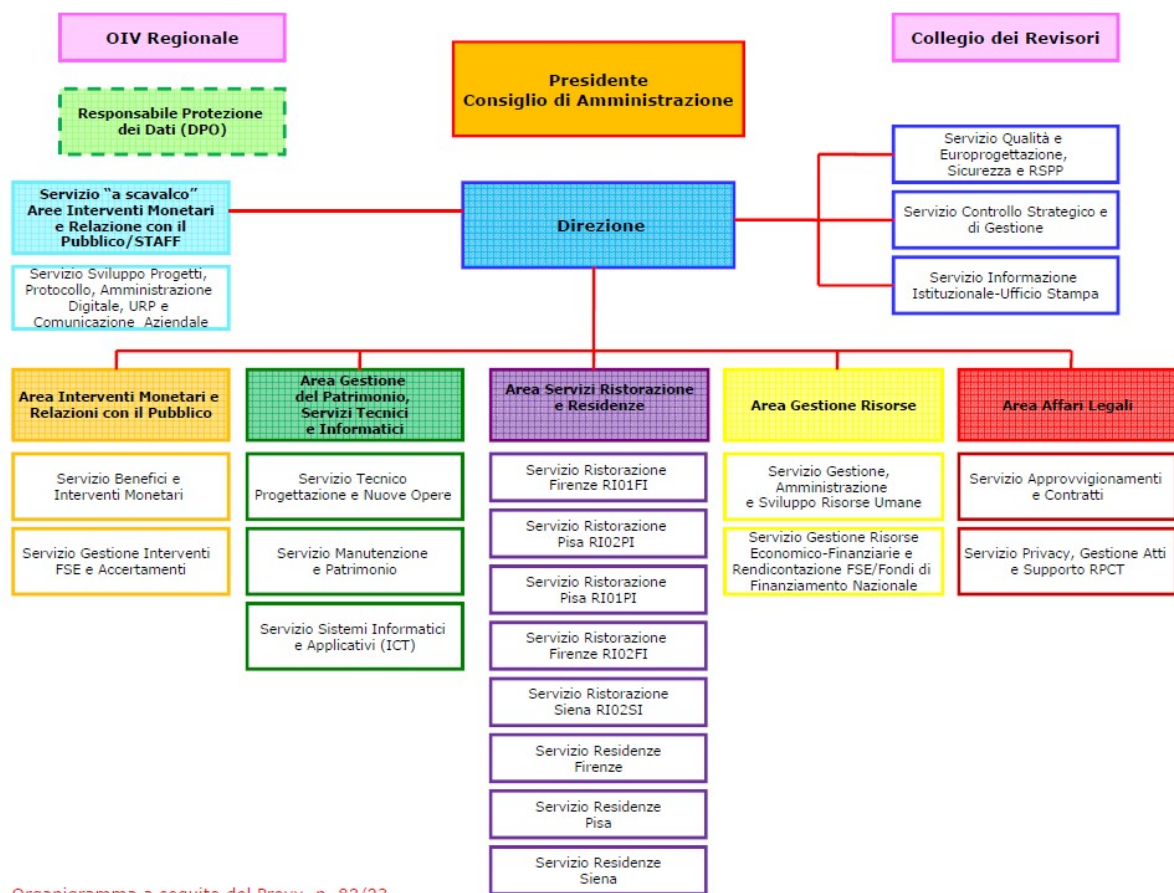 OIV Regionale
Collegio dei Revisori
Presidente
Consiglio di Amministrazione
Responsabile Protezione
dei Dati (DPO)
Servizio Qualità e
Europrogettazione,
Sicurezza e RSPP
Servizio "a scavalco"
Aree Interventi Monetari
e Relazione con il
Pubblico/STAFF
Direzione
Servizio Controllo Strategico e
di Gestione
Servizio Sviluppo Progetti,
Protocollo, Amministrazione
Digitale, URP e
Comunicazione Aziendale
Servizio Informazione
Istituzionale-Ufficio Stampa
Area Interventi Monetari e
Relazioni con il Pubblico
Servizio Benefici e
Interventi Monetari
Servizio Gestione Interventi
FSE e Accertamenti
Area Gestione
del Patrimonio,
Servizi Tecnici
e Informatici
Servizio Tecnico
Progettazione e Nuove Opere
Servizio Manutenzione
e Patrimonio
Servizio Sistemi Informatici
e Applicativi (ICT)
Area Servizi Ristorazione
e Residenze
Servizio Ristorazione
Firenze RI01FI
Servizio Ristorazione
Pisa RI02PI
Servizio Ristorazione
Pisa RI01PI
Servizio Ristorazione
Firenze RI02FI
Servizio Ristorazione
Siena RI02SI
Servizio Residenze
Firenze
Servizio Residenze
Pisa
Servizio Residenze
Siena
Area Gestione Risorse
Servizio Gestione,
Amministrazione
e Sviluppo Risorse Umane
Servizio Gestione Risorse
Economico-Finanziarie e
Rendicontazione FSE/Fondi di
Finanziamento Nazionale
Area Affari Legali
Servizio Approvvigionamenti
e Contratti
Servizio Privacy, Gestione Atti
e Supporto RPCT
Organigramma a seguito del Provv. n. 82/23